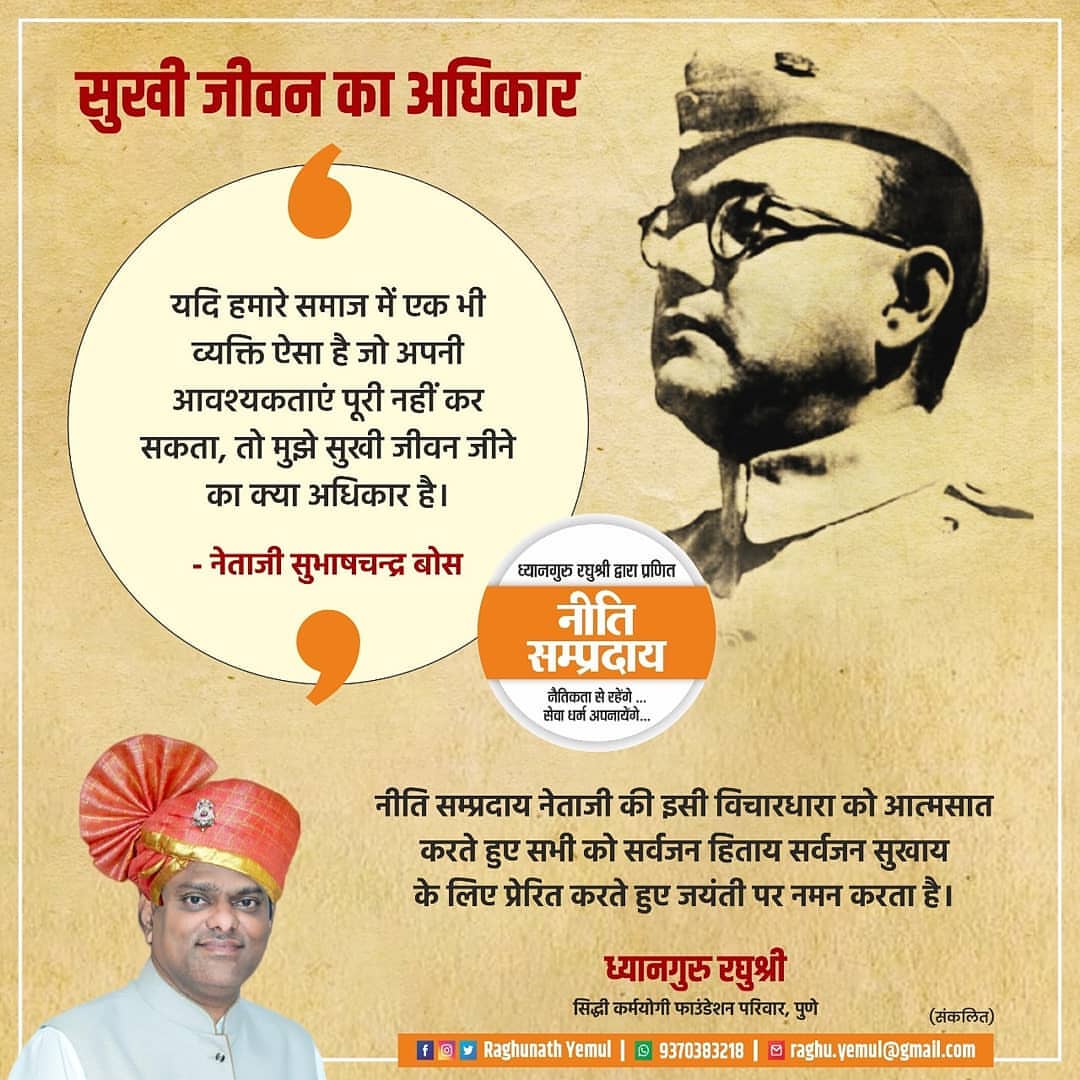 सुखी जीवन का अधिकार
यदि हमारे समाज में एक भी
व्यक्ति ऐसा है जो अपनी
आवश्यकताएं पूरी नहीं कर
सकता, तो मुझे सुखी जीवन जीने
का क्या अधिकार है।
- नेताजी सुभाषचन्द्र बोस
ध्यानगुरु रघुश्री द्वारा प्रणित
नीति
सम्प्रदाय
नैतिकता से रहेंगे ...
सेवा धर्म अपनायेंगे...
नीति सम्प्रदाय नेताजी की इसी विचारधारा को आत्मसात
करते हुए सभी को सर्वजन हिताय सर्वजन सुखाय
के लिए प्रेरित करते हुए जयंती पर नमन करता है।
ध्यानगुरु रघुश्री
सिद्धी कर्मयोगी फाउंडेशन परिवार, पुणे
(संकलित)
Raghunath Yemul | 9370383218 | raghu.yemul@gmail.com